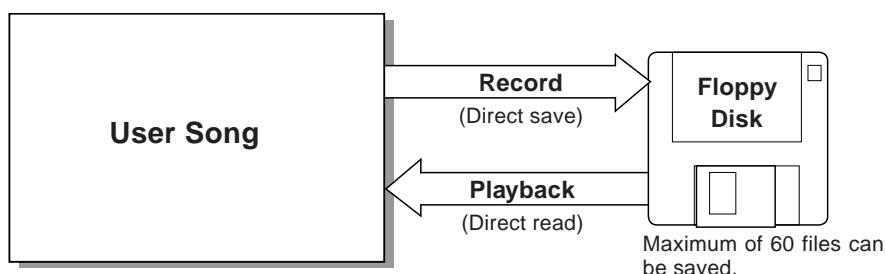 User Song
Record
(Direct save)
Playback
(Direct read)
Floppy
Disk
Maximum of 60 files can
be saved.